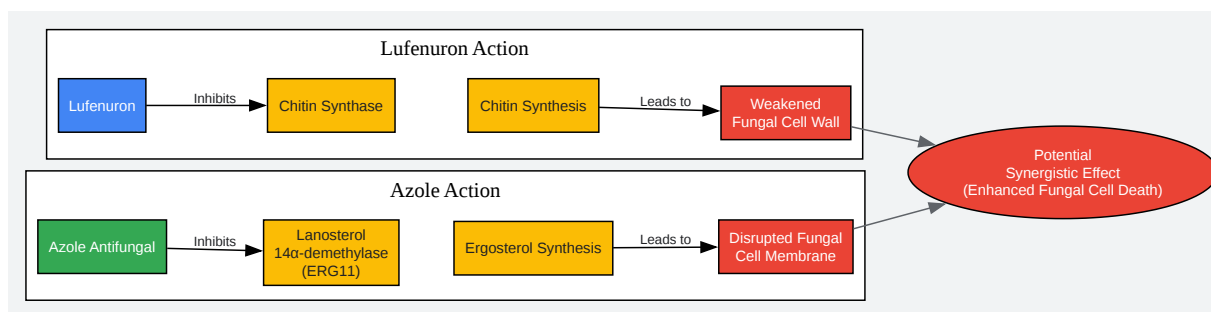 Lufenuron Action
Lufenuron
Inhibits
Chitin Synthase
Chitin Synthesis
Leads to
Weakened
Fungal Cell Wall
Potential
Synergistic Effect
(Enhanced Fungal Cell Death)
Azole Action
Azole Antifungal
Inhibits
Lanosterol
14α-demethylase
(ERG11)
Ergosterol Synthesis
Leads to
Disrupted Fungal
Cell Membrane